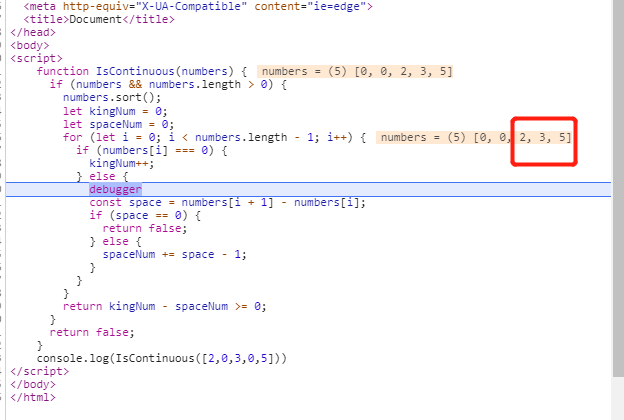 <meta http-equiv="X-UA-Compatible" content="ie=edge">
<title>Document</title>
</head>
<body>
<script>
function IsContinuous(numbers) { numbers = (5) [0, 0, 2, 3, 5]
if (numbers && numbers.length > 0) {
numbers.sort();
let kingNum = 0;
let spaceNum = 0;
for (let i = 0; i < numbers.length - 1; i++) { numbers = (5) [0, 0, 2, 3, 5]
if (numbers[i] === 0) {
kingNum++;
} else {
debugger
const space = numbers[i + 1] - numbers[i];
if (space == 0) {
return false;
} else {
spaceNum += space - 1;
}
}
}
return kingNum - spaceNum >= 0;
}
return false;
}
console.log(IsContinuous([2,0,3,0,5]))
</script>
</body>
</html>